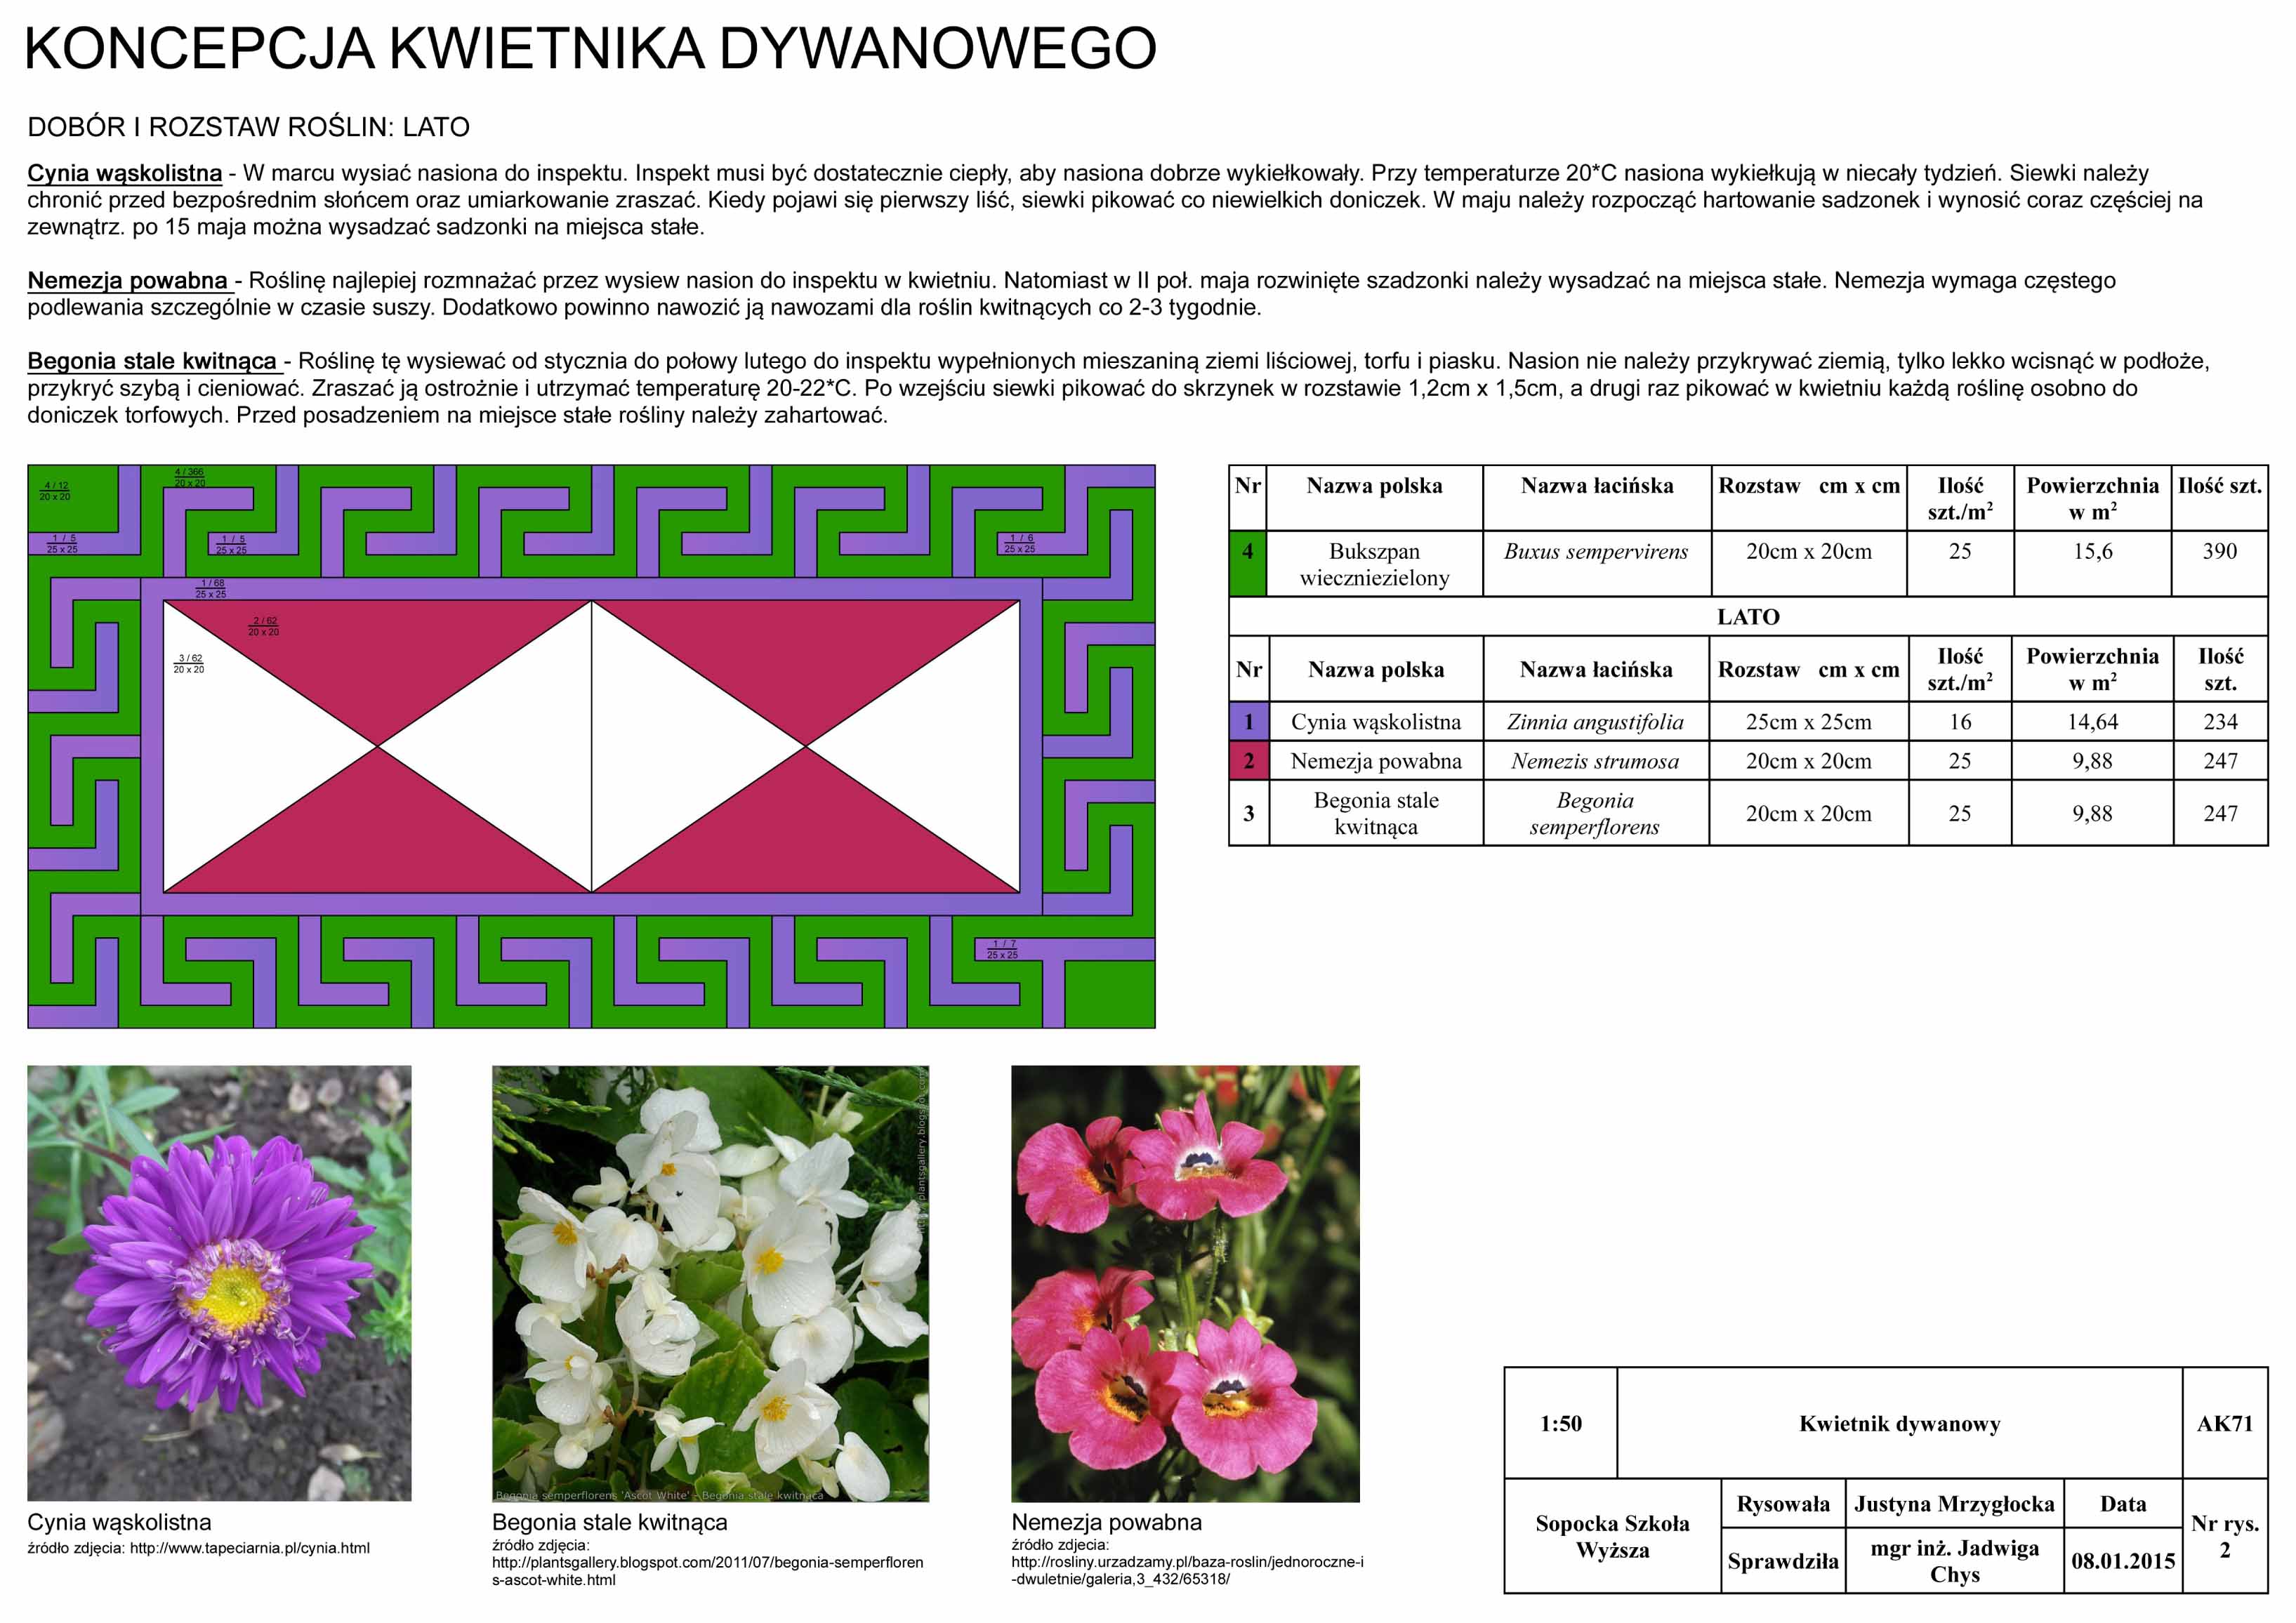 KONCEPCJA KWIETNIKA DYWANOWEGO
DOBÓR I ROZSTAW ROŚLIN: LATO
Cynia wąskolistna - W marcu wysiać nasiona do inspektu. Inspekt musi być dostatecznie ciepły, aby nasiona dobrze wykiełkowały. Przy temperaturze 20*C nasiona wykiełkują w niecały tydzień. Siewki należy
chronić przed bezpośrednim słońcem oraz umiarkowanie zraszać. Kiedy pojawi się pierwszy liść, siewki pikować co niewielkich doniczek. W maju należy rozpocząć hartowanie sadzonek i wynosić coraz częściej na
zewnątrz. po 15 maja można wysadzać sadzonki na miejsca stałe.
Nemezja powabna - Roślinę najlepiej rozmnażać przez wysiew nasion do inspektu w kwietniu. Natomiast w II poł. maja rozwinięte szadzonki należy wysadzać na miejsca stałe. Nemezja wymaga częstego
podlewania szczególnie w czasie suszy. Dodatkowo powinno nawozić ją nawozami dla roślin kwitnących co 2-3 tygodnie.
Begonia stale kwitnąca - Roślinę tę wysiewać od stycznia do połowy lutego do inspektu wypełnionych mieszaniną ziemi liściowej, torfu i piasku. Nasion nie należy przykrywać ziemią, tylko lekko wcisnąć w podłoże,
przykryć szybą i cieniować. Zraszać ją ostrożnie i utrzymać temperaturę 20-22*C. Po wzejściu siewki pikować do skrzynek w rozstawie 1,2cm x 1,5cm, a drugi raz pikować w kwietniu każdą roślinę osobno do
doniczek torfowych. Przed posadzeniem na miejsce stałe rośliny należy zahartować.
4 / 12
20 x 20
4 / 366
20 x 20
1 / 5
25 x 25
1 / 5
25 x 25
1 / 6
25 x 25
1 / 68
25 x 25
2 / 62
20 x 20
3 / 62
20 x 20
1 / 7
25 x 25
Nr Nazwa polska Nazwa łacińska Rozstaw cm x cm Ilość szt./m² Powierzchnia w m² Ilość szt.
4 Bukszpan wieczniezielony Buxus sempervirens 20cm x 20cm 25 15,6 390
LATO
Nr Nazwa polska Nazwa łacińska Rozstaw cm x cm Ilość szt./m² Powierzchnia w m² Ilość szt.
1 Cynia wąskolistna Zinnia angustifolia 25cm x 25cm 16 14,64 234
2 Nemezja powabna Nemezis strumosa 20cm x 20cm 25 9,88 247
3 Begonia stale kwitnąca Begonia semperflorens 20cm x 20cm 25 9,88 247
Begonia semperflorens 'Ascot White' - Begonia stale kwitnąca
Cynia wąskolistna
źródło zdjęcia: http://www.tapeciarnia.pl/cynia.html
Begonia stale kwitnąca
źródło zdjęcia:
http://plantsgallery.blogspot.com/2011/07/begonia-semperfloren
s-ascot-white.html
Nemezja powabna
źródło zdjecia:
http://rosliny.urzadzamy.pl/baza-roslin/jednoroczne-i
-dwuletnie/galeria,3_432/65318/
1:50 Kwietnik dywanowy AK71
Sopocka Szkoła Wyższa
Rysowała Justyna Mrzygłocka Data
Sprawdziła mgr inż. Jadwiga Chys 08.01.2015
Nr rys. 2